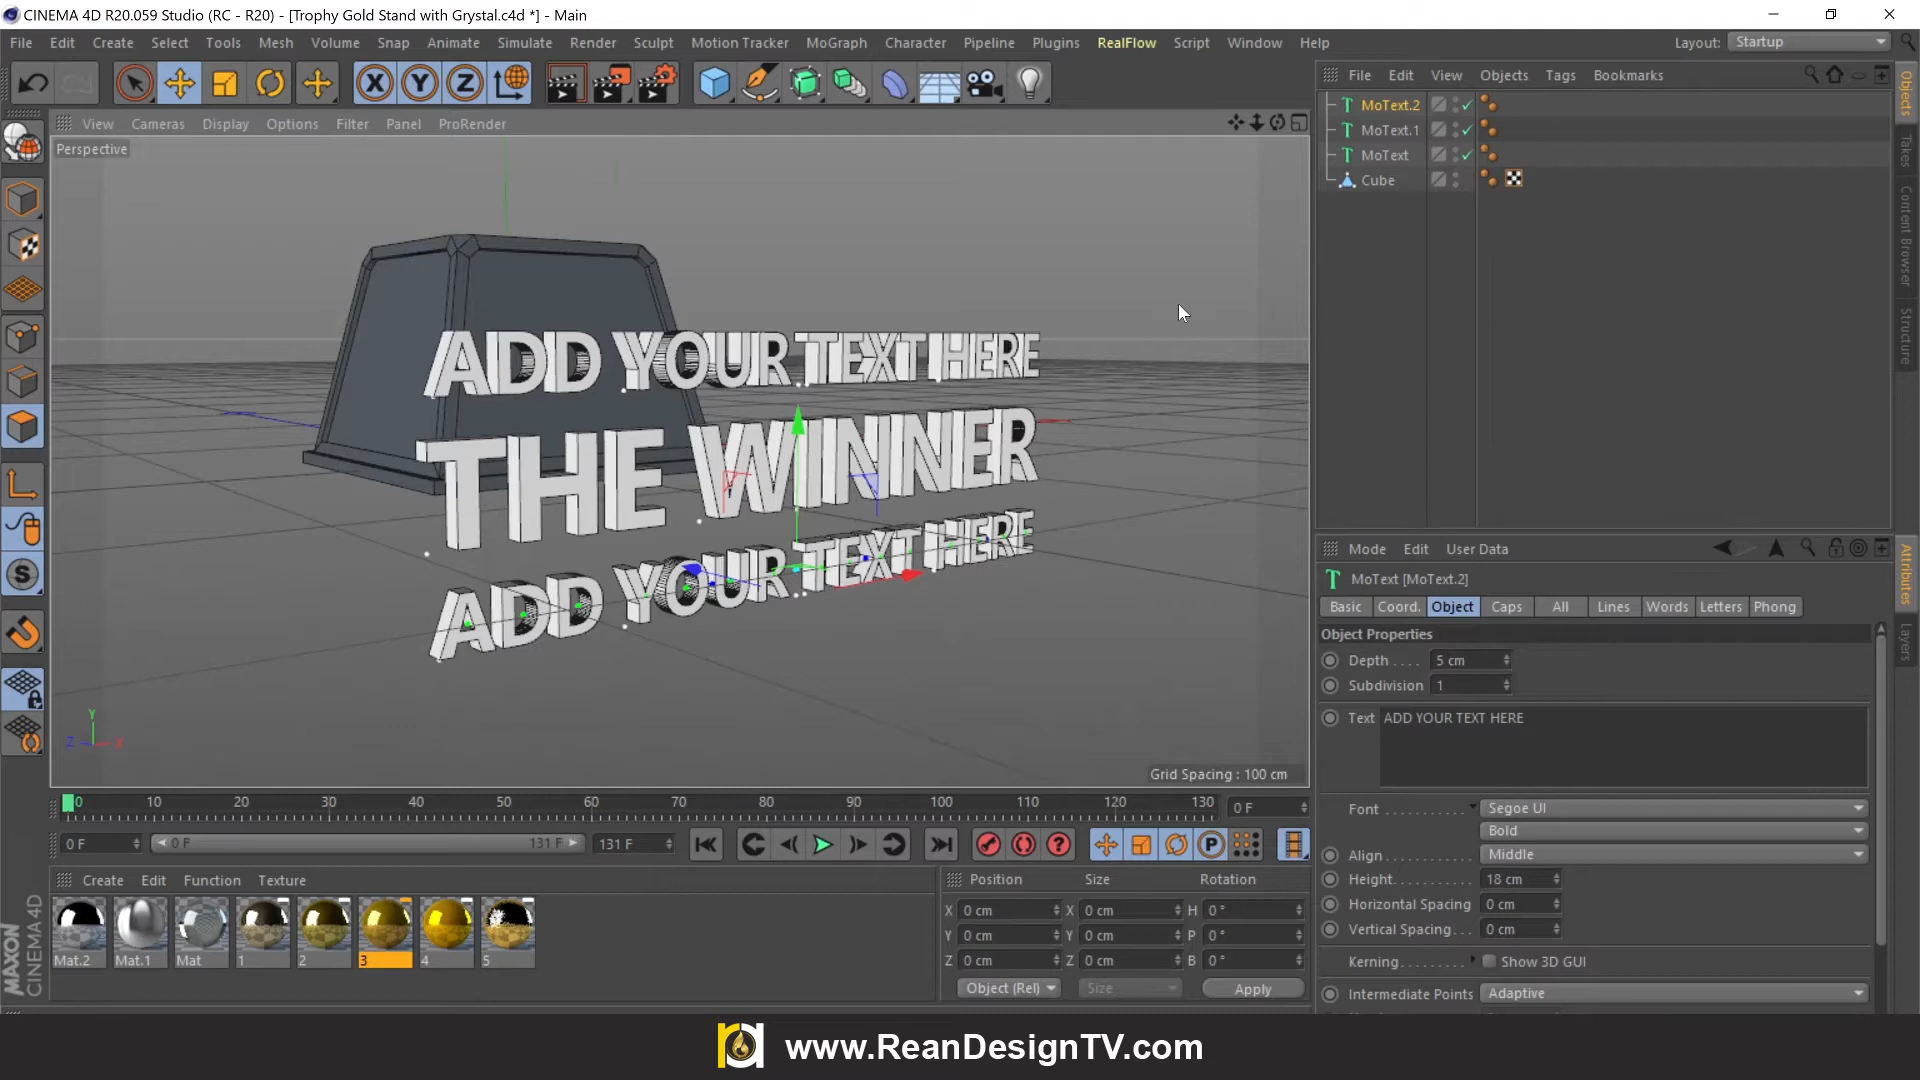 CINEMA 4D R20.059 Studio (RC - R20) - [Trophy Gold Stand with Grystal.c4d *] - Main
File Edit Create Select Tools Mesh Volume Snap Animate Simulate Render Sculpt Motion Tracker MoGraph Character Pipeline Plugins RealFlow Script Window Help Layout: Startup
X Y Z
File Edit View Objects Tags Bookmarks
View Cameras Display Options Filter Panel ProRender
Perspective
MoText.2
MoText.1
MoText
Cube
Objects
Takes
Content Browser
Structure
ADD YOUR TEXT HERE
THE WINNER
ADD YOUR TEXT HERE
Y
Z X
Grid Spacing : 100 cm
Mode Edit User Data
MoText [MoText.2]
Basic Coord. Object Caps All Lines Words Letters Phong
Object Properties
Depth . . . . 5 cm
Subdivision 1
Text ADD YOUR TEXT HERE
Font . . . . . . . . . . . Segoe UI
Bold
Align . . . . . . . . . . . . Middle
Height. . . . . . . . . . . 18 cm
Horizontal Spacing 0 cm
Vertical Spacing. . . 0 cm
Kerning. . . . . . . . . Show 3D GUI
Intermediate Points Adaptive
Attributes
Layers
0 10 20 30 40 50 60 70 80 90 100 110 120 130 0 F
0 F 0 F 131 F 131 F
P
Create Edit Function Texture
Mat.2 Mat.1 Mat 1 2 3 4 5
Position Size Rotation
X 0 cm X 0 cm H 0 °
Y 0 cm Y 0 cm P 0 °
Z 0 cm Z 0 cm B 0 °
Object (Rel) Size Apply
MAXON
CINEMA 4D
www.ReanDesignTV.com